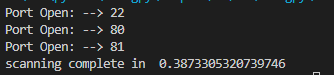 Port Open: --> 22
Port Open: --> 80
Port Open: --> 81
scanning complete in  0.3873305320739746